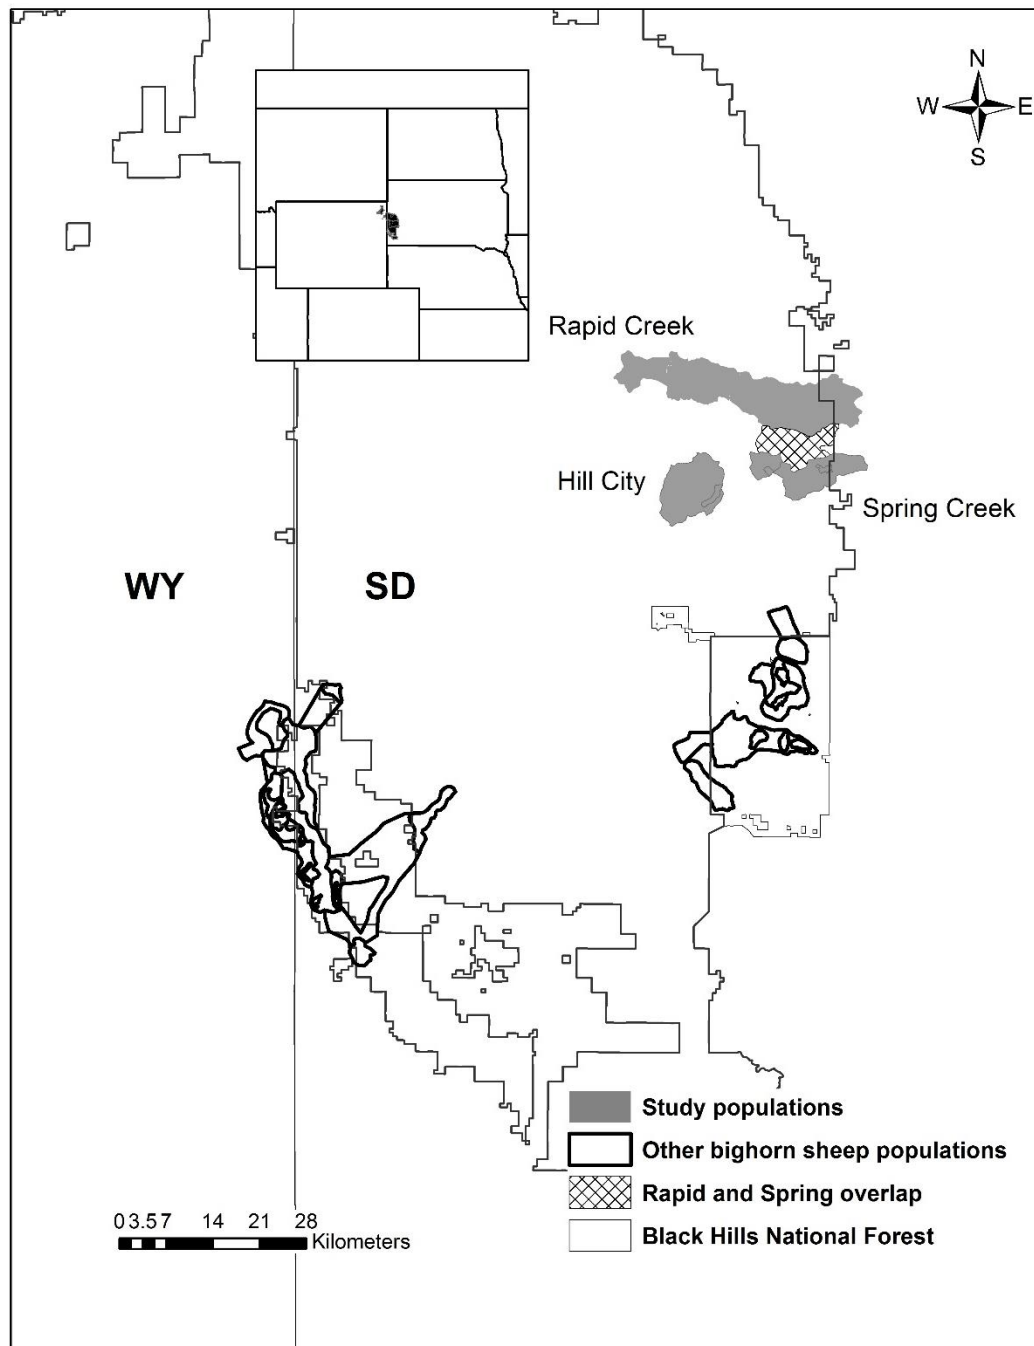 N
W E
S
Rapid Creek
Hill City
Spring Creek
WY SD
Study populations
Other bighorn sheep populations
Rapid and Spring overlap
Black Hills National Forest
0 3.5 7 14 21 28
Kilometers